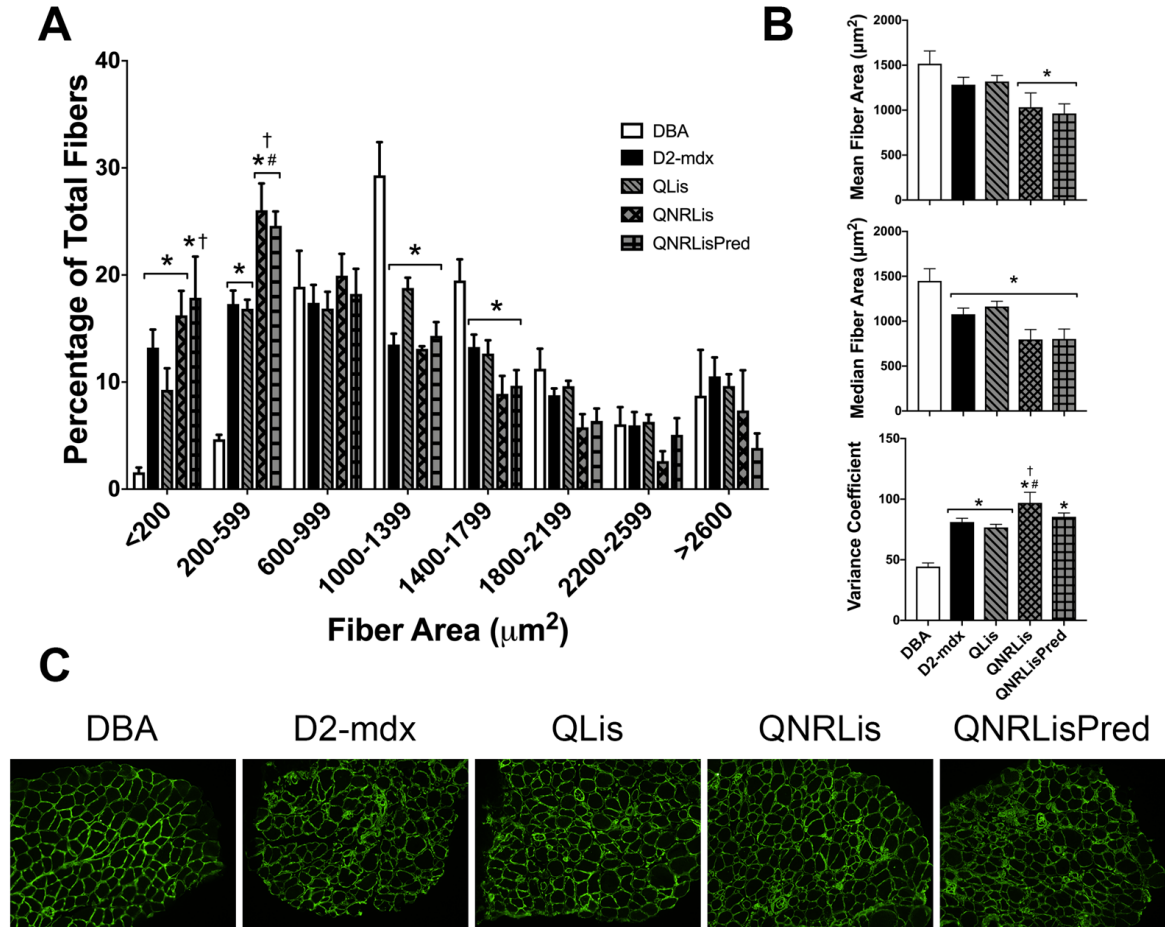 A
40
30
20
10
0
Percentage of Total Fibers
DBA
D2-mdx
QLis
QNRLis
QNRLisPred
*
*†
*
†
*#
*
*
<200
200-599
600-999
1000-1399
1400-1799
1800-2199
2200-2599
>2600
Fiber Area (μm²)
B
Mean Fiber Area (μm²)
2000
1500
1000
500
0
*
Median Fiber Area (μm²)
2000
1500
1000
500
0
*
Variance Coefficient
150
100
50
0
*
†
*#
*
DBA
D2-mdx
QLis
QNRLis
QNRLisPred
C
DBA
D2-mdx
QLis
QNRLis
QNRLisPred